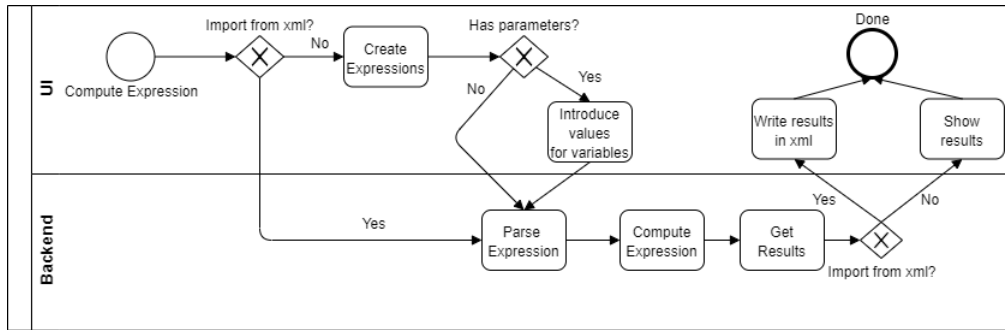 UI
Import from xml?
Has parameters?
Done
No
Create
Expressions
Compute Expression
No
Yes
Introduce
values
for variables
Write results
in xml
Show
results
Backend
Yes
Parse
Expression
Compute
Expression
Get
Results
Yes
No
Import from xml?